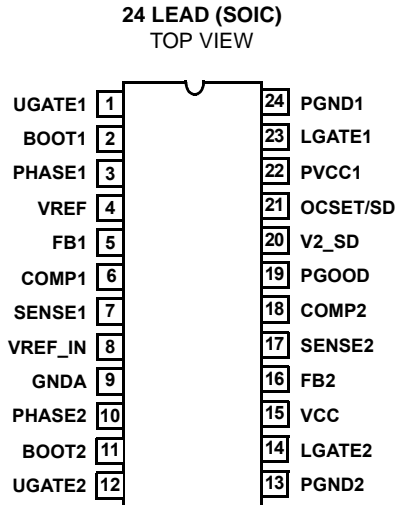 24 LEAD (SOIC)
TOP VIEW
UGATE1 1 24 PGND1
BOOT1 2 23 LGATE1
PHASE1 3 22 PVCC1
VREF 4 21 OCSET/SD
FB1 5 20 V2_SD
COMP1 6 19 PGOOD
SENSE1 7 18 COMP2
VREF_IN 8 17 SENSE2
GNDA 9 16 FB2
PHASE2 10 15 VCC
BOOT2 11 14 LGATE2
UGATE2 12 13 PGND2